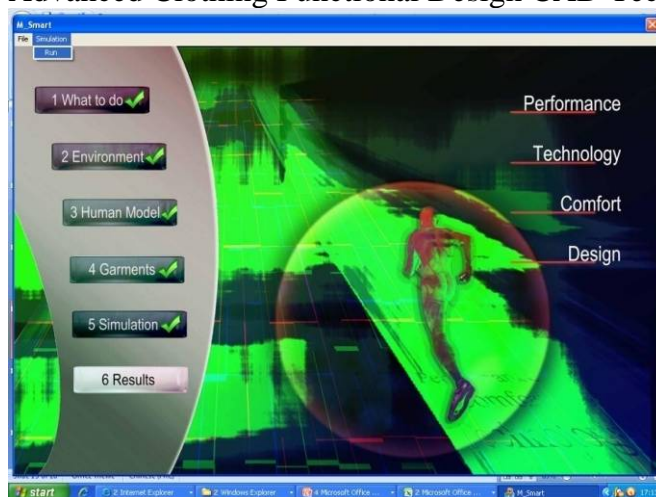 Advanced Clothing Functional Design CAD Tec
M_Smart
File Simulation
Run
1 What to do
2 Environment
3 Human Model
4 Garments
5 Simulation
6 Results
Performance
Technology
Comfort
Design
start
2 Internet Explorer
2 Windows Explorer
4 Microsoft Office ...
2 Microsoft Office ...
M_Smart